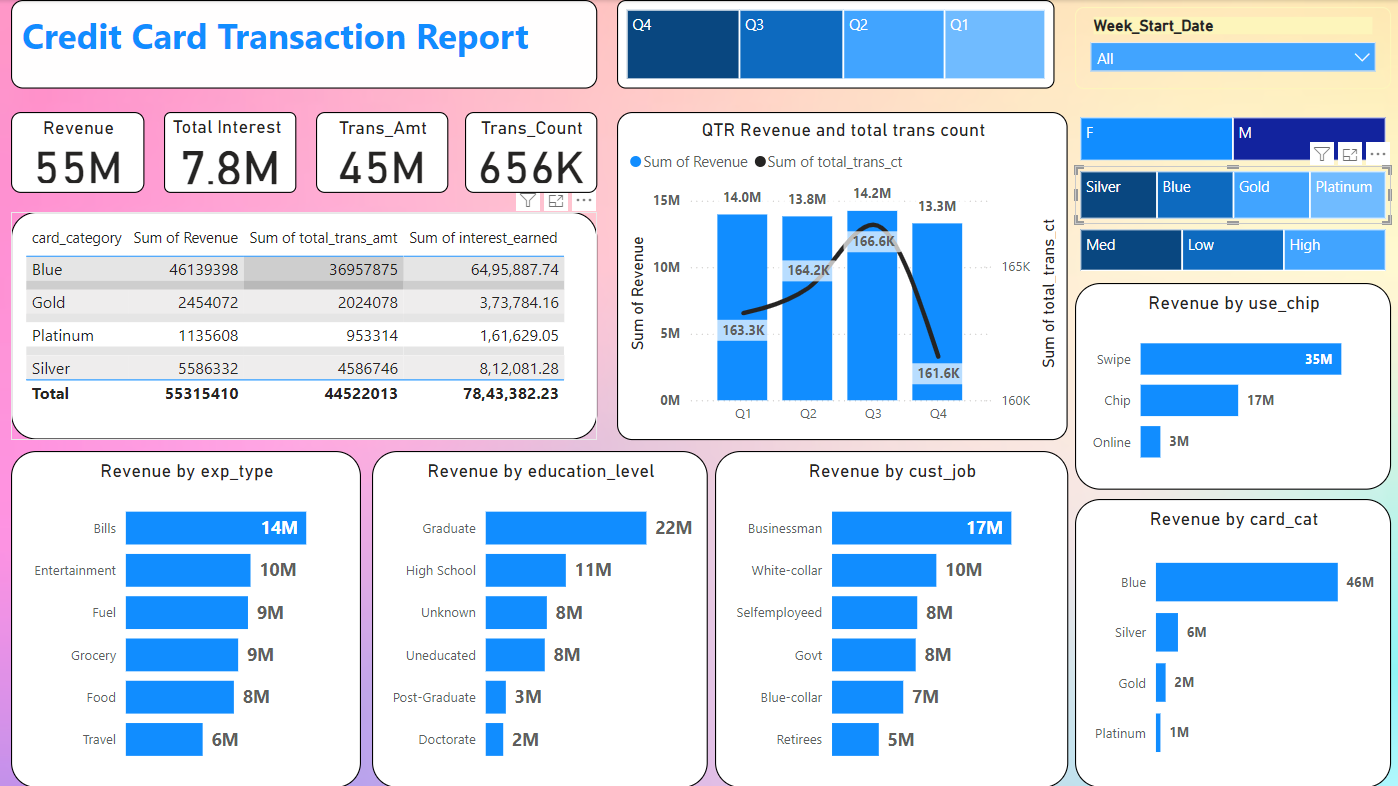 Credit Card Transaction Report
Q4 Q3 Q2 Q1
Week_Start_Date
All
Revenue
55M
Total Interest
7.8M
Trans_Amt
45M
Trans_Count
656K
F M
Silver Blue Gold Platinum
Med Low High
card_category Sum of Revenue Sum of total_trans_amt Sum of interest_earned
Blue 46139398 36957875 64,95,887.74
Gold 2454072 2024078 3,73,784.16
Platinum 1135608 953314 1,61,629.05
Silver 5586332 4586746 8,12,081.28
Total 55315410 44522013 78,43,382.23
QTR Revenue and total trans count
Sum of Revenue Sum of total_trans_ct
Sum of Revenue
15M
10M
5M
0M
14.0M 13.8M 14.2M 13.3M
163.3K 164.2K 166.6K 161.6K
Q1 Q2 Q3 Q4
165K
160K
Sum of total_trans_ct
Revenue by use_chip
Swipe 35M
Chip 17M
Online 3M
Revenue by exp_type
Bills 14M
Entertainment 10M
Fuel 9M
Grocery 9M
Food 8M
Travel 6M
Revenue by education_level
Graduate 22M
High School 11M
Unknown 8M
Uneducated 8M
Post-Graduate 3M
Doctorate 2M
Revenue by cust_job
Businessman 17M
White-collar 10M
Selfemployeed 8M
Govt 8M
Blue-collar 7M
Retirees 5M
Revenue by card_cat
Blue 46M
Silver 6M
Gold 2M
Platinum 1M